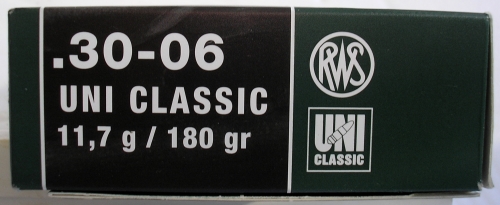 .30-06
UNI CLASSIC
11,7 g / 180 gr
RWS
UNI
CLASSIC